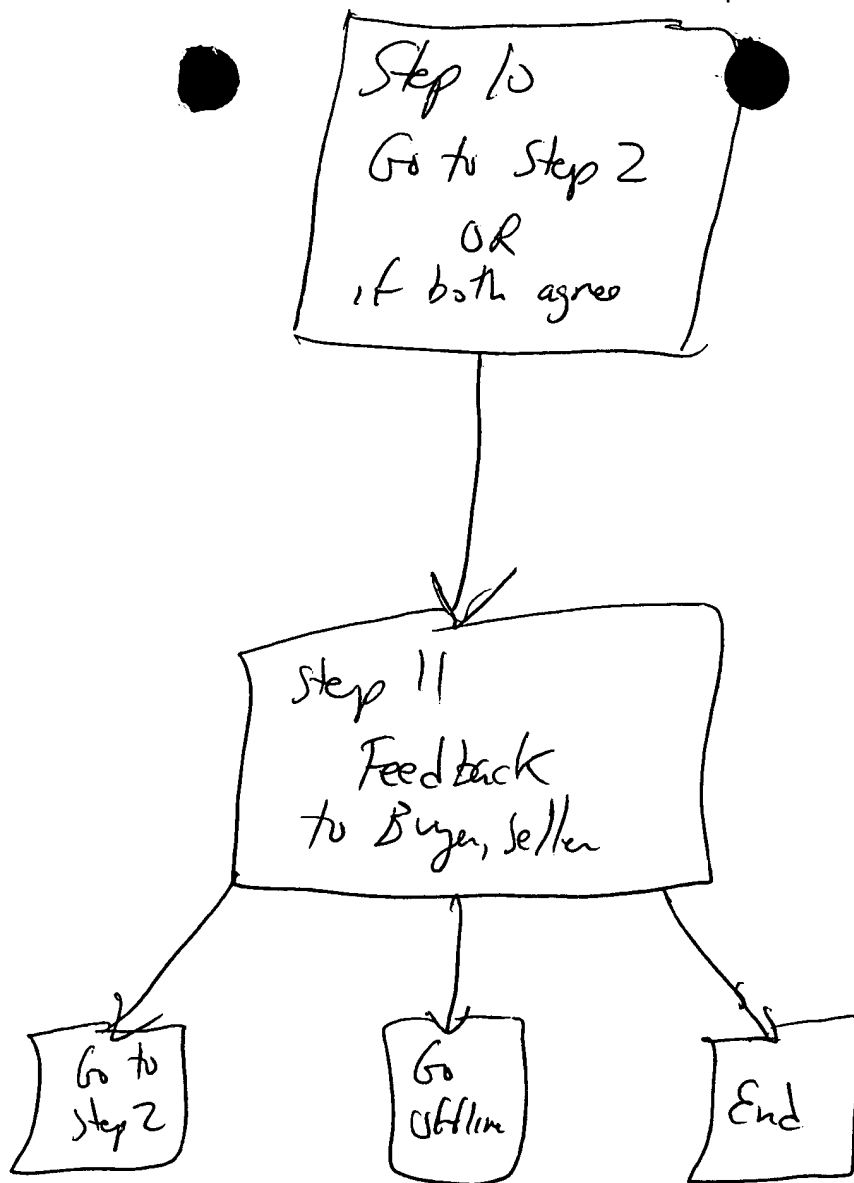 Step 10
Go to Step 2
OR
if both agree
Step 11
Feedback
to Buyer, Seller
Go to
Step 2
Go
offline
End